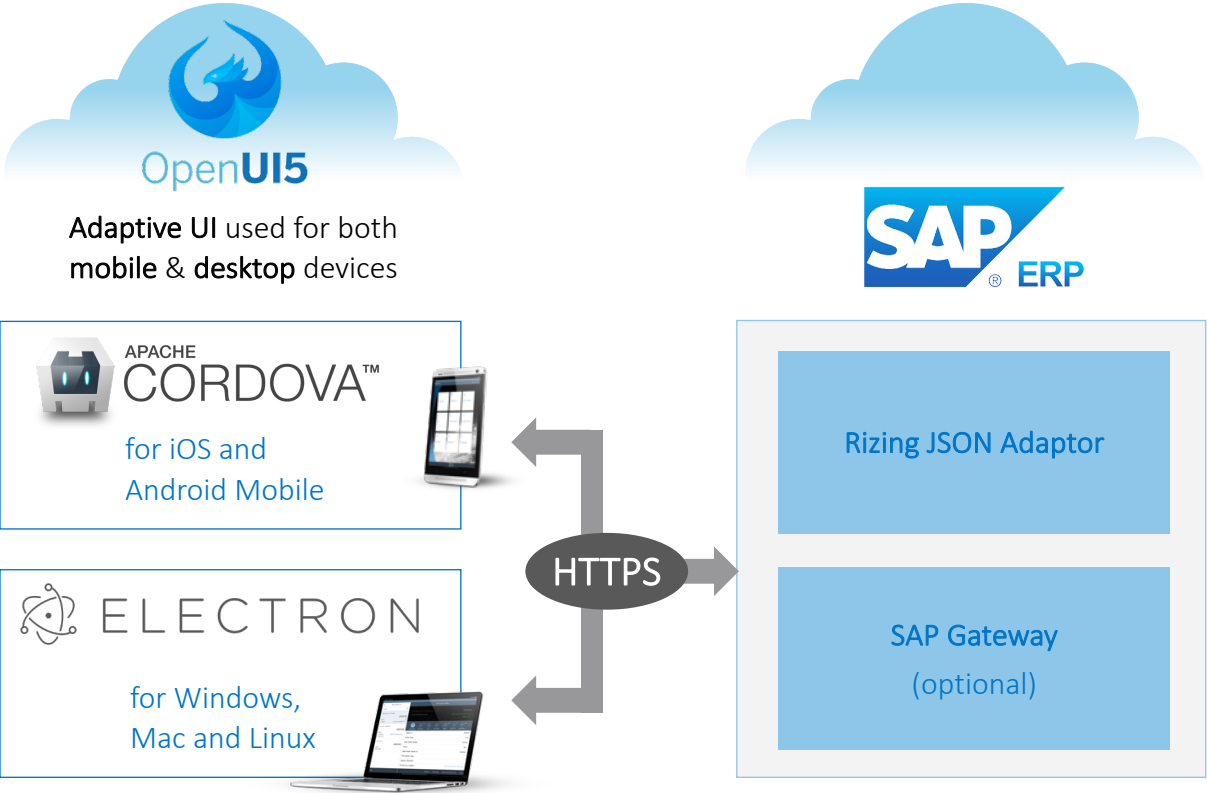 OpenUI5
Adaptive UI used for both
mobile & desktop devices
APACHE
CORDOVA™
for iOS and
Android Mobile
ELECTRON
for Windows,
Mac and Linux
HTTPS
SAP
® ERP
Rizing JSON Adaptor
SAP Gateway
(optional)